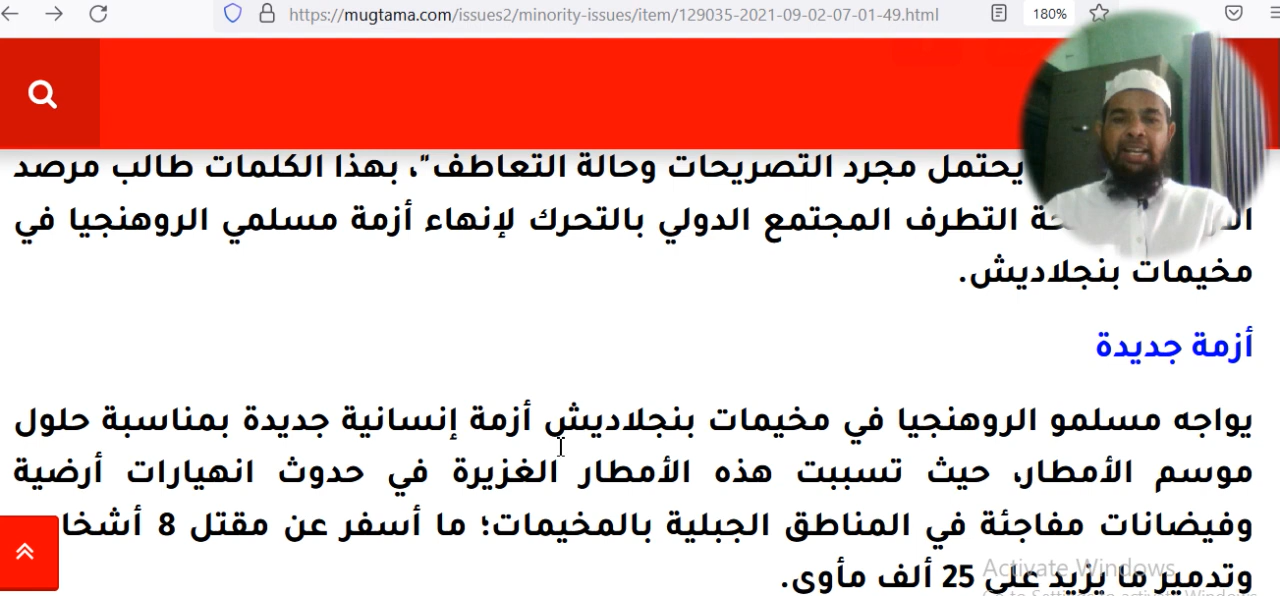 https://mugtama.com/issues2/minority-issues/item/129035-2021-09-02-07-01-49.html
180%
يحتمل مجرد التصريحات وحالة التعاطف"، بهذا الكلمات طالب مرصد
التطرف المجتمع الدولي بالتحرك لإنهاء أزمة مسلمي الروهنجيا في
مخيمات بنجلاديش.
أزمة جديدة
يواجه مسلمو الروهنجيا في مخيمات بنجلاديش أزمة إنسانية جديدة بمناسبة حلول
موسم الأمطار، حيث تسببت هذه الأمطار الغزيرة في حدوث انهيارات أرضية
وفيضانات مفاجئة في المناطق الجبلية بالمخيمات؛ ما أسفر عن مقتل 8 أشخا
وتدمير ما يزيد على 25 ألف مأوى.
Activate Windows